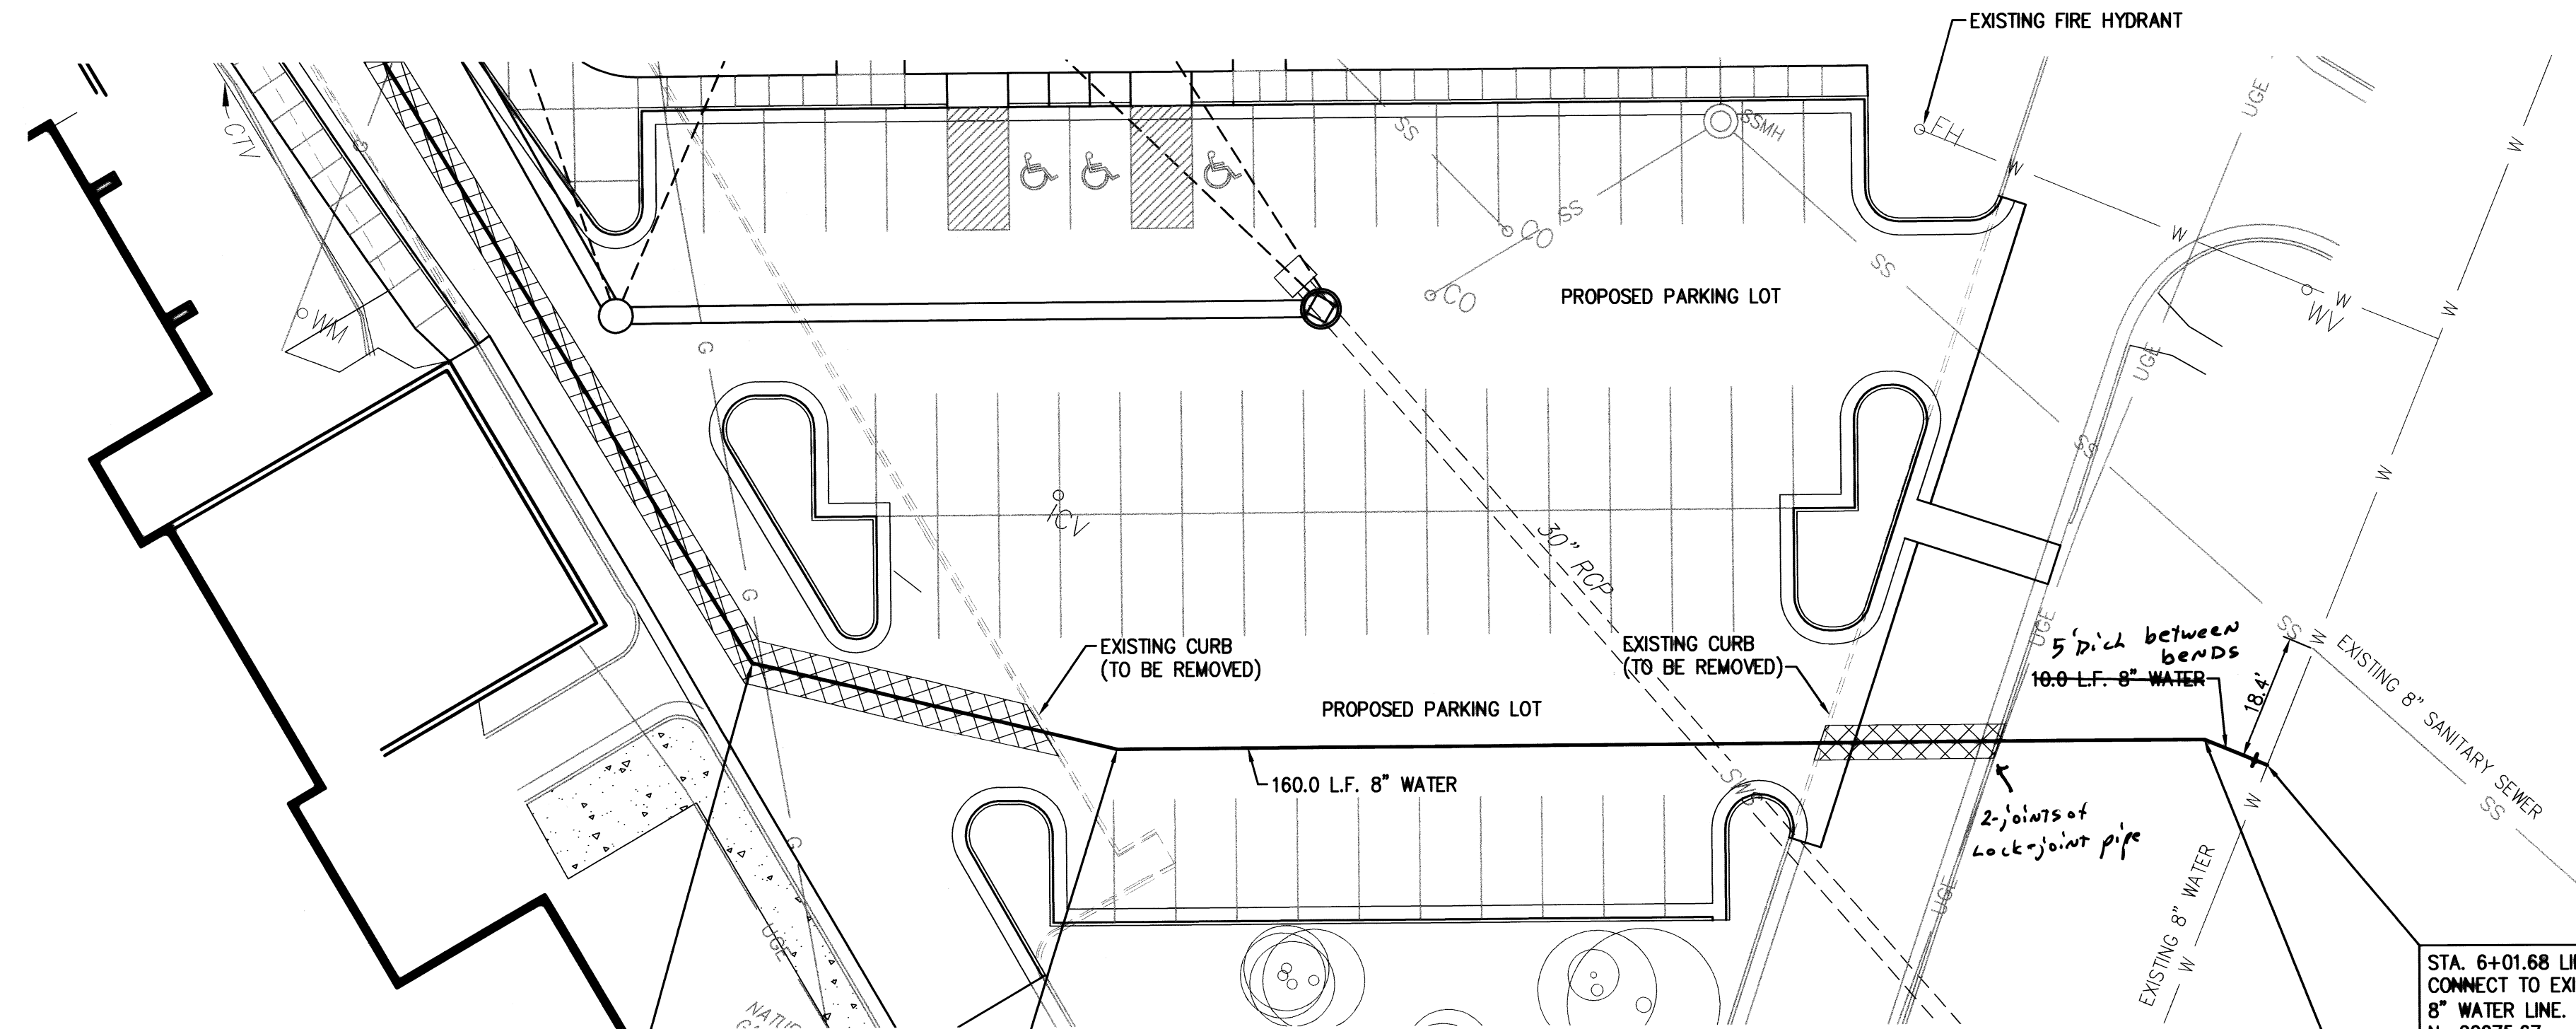 EXISTING FIRE HYDRANT
CTV
G
WM
SS
SSMH
FH
W
UGE
W
W
W
CO
SS
CO
SS
PROPOSED PARKING LOT
W
WV
W
G
UGE
ICV
30" RCP
SS
W
G
EXISTING CURB
(TO BE REMOVED)
EXISTING CURB
(TO BE REMOVED)
UGE
5' Dich between
bends
10.0 L.F. 8" WATER
18.4'
SS
W
EXISTING 8" SANITARY SEWER
SS
PROPOSED PARKING LOT
160.0 L.F. 8" WATER
2-joints of
Lock-joint pipe
W
G
UGE
UGE
EXISTING 8" WATER
W
STA. 6+01.68
CONNECT TO
8" WATER LINE.